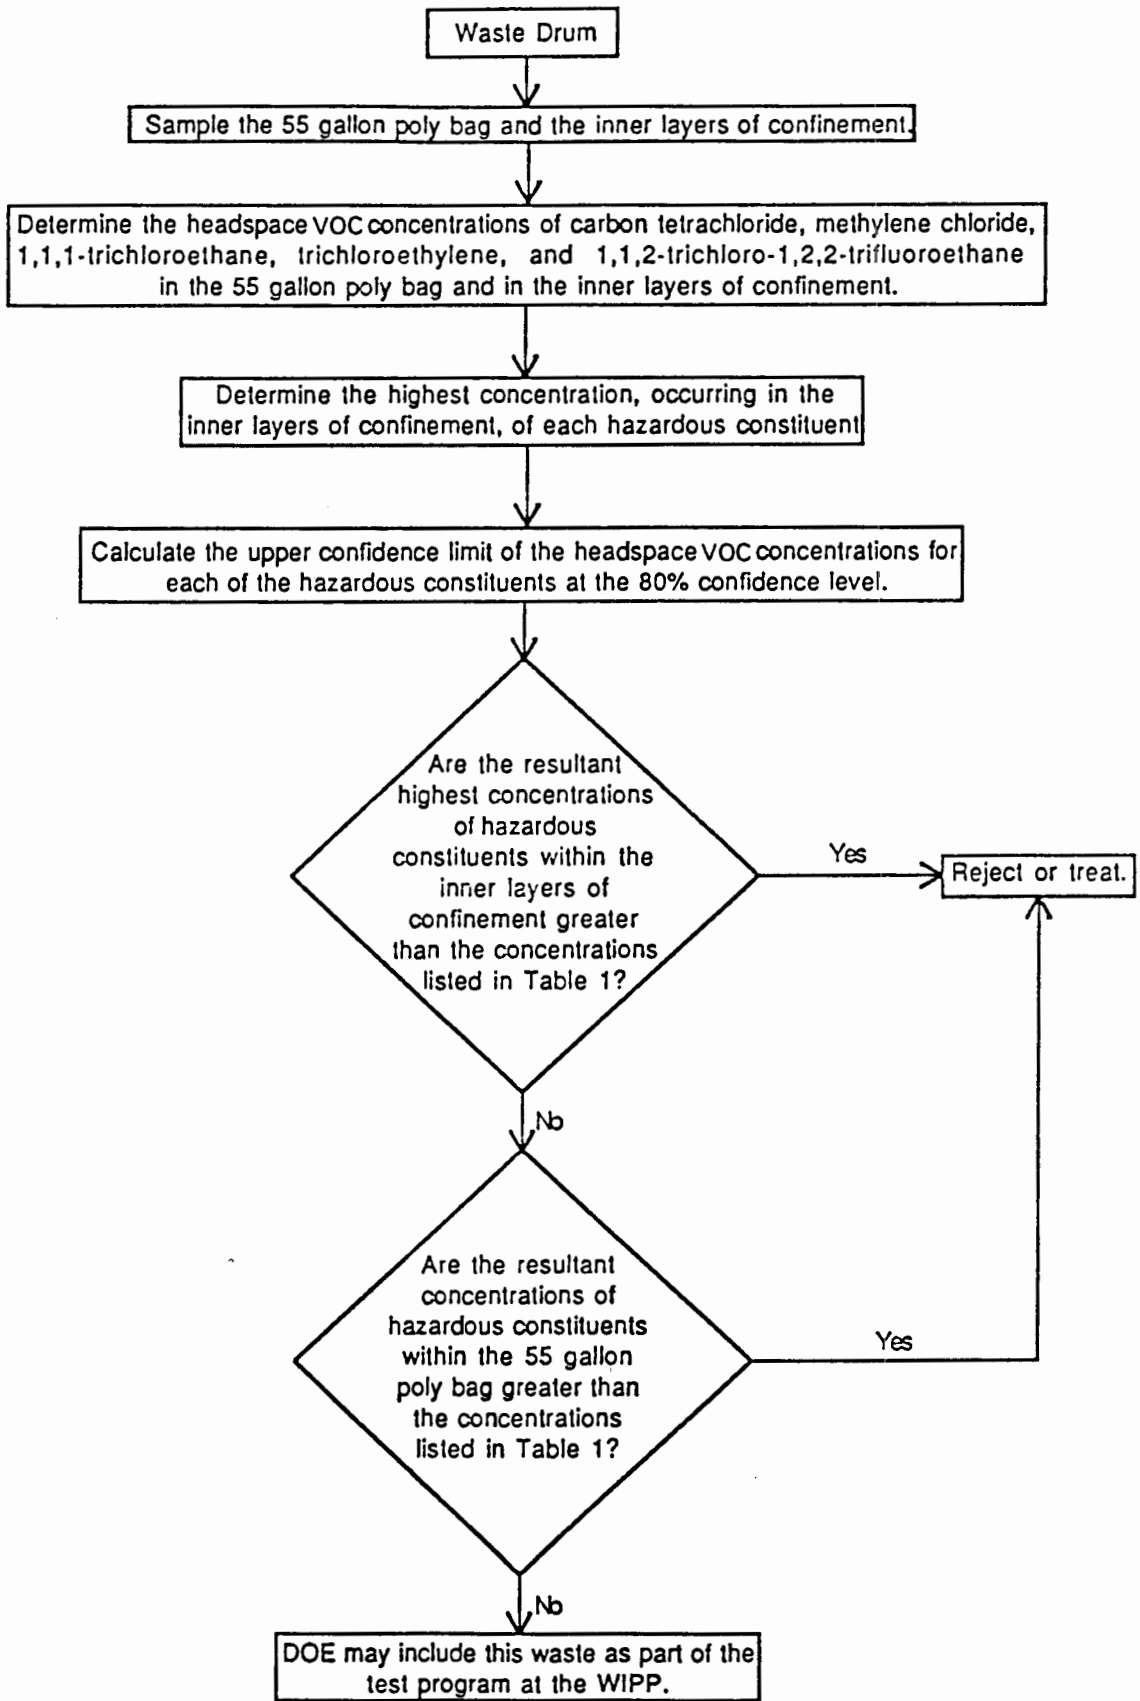 Waste Drum
Sample the 55 gallon poly bag and the inner layers of confinement.
Determine the headspace VOC concentrations of carbon tetrachloride, methylene chloride,
1,1,1-trichloroethane, trichloroethylene, and 1,1,2-trichloro-1,2,2-trifluoroethane
in the 55 gallon poly bag and in the inner layers of confinement.
Determine the highest concentration, occurring in the
inner layers of confinement, of each hazardous constituent
Calculate the upper confidence limit of the headspace VOC concentrations for
each of the hazardous constituents at the 80% confidence level.
Are the resultant
highest concentrations
of hazardous
constituents within the
inner layers of
confinement greater
than the concentrations
listed in Table 1?
Yes
Reject or treat.
No
Are the resultant
concentrations of
hazardous constituents
within the 55 gallon
poly bag greater than
the concentrations
listed in Table 1?
Yes
No
DOE may include this waste as part of the
test program at the WIPP.